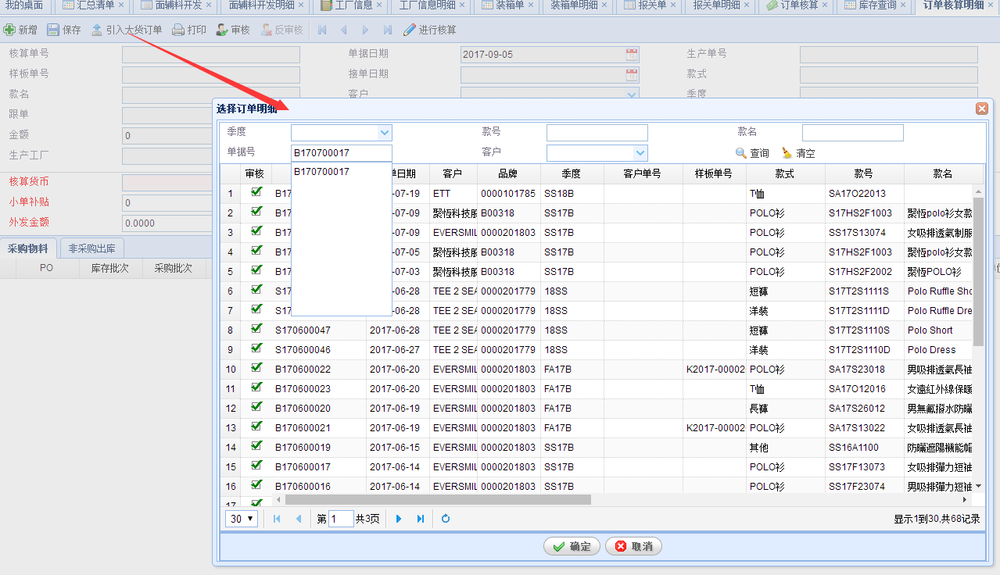 我的桌面 汇总清单 面辅料开发 面辅料开发明细 工厂信息 工厂信息明细 装箱单 装箱单明细 报关单 报关单明细 订单核算 库存查询 订单核算明细
新增 保存 引入大货订单 打印 审核 反审核 进行核算
核算单号 单据日期 2017-09-05 生产单号
样板单号 接单日期 款式
款名 客户 季度
跟单
金额 0
生产工厂
核算货币
小单补贴 0
外发金额 0.0000
采购物料 非采购出库
PO 库存批次 采购批次
选择订单明细
季度 款号 款名
单据号 B170700017 客户 查询 清空
B170700017
审核 单日期 客户 品牌 季度 客户单号 样板单号 款式 款号 款名
1 B17 -07-19 ETT 0000101785 SS18B T恤 SA17O22013
2 B17 -07-09 聚恆科技股 B00318 SS17B POLO衫 S17HS2F1003 聚恆polo衫女款
3 B17 -07-09 EVERSMIL 0000201803 SS17B POLO衫 SS17S13074 女吸排透氣制服
4 B17 -07-05 聚恆科技股 B00318 SS17B POLO衫 S17HS2F1003 聚恆polo衫女款
5 B17 -07-03 聚恆科技股 B00318 SS17B POLO衫 S17HS2F2002 聚恆POLO衫
6 S17 -06-28 TEE 2 SEA 0000201779 18SS 短褲 S17T2S1111S Polo Ruffle Sho
7 S17 -06-28 TEE 2 SEA 0000201779 18SS 洋装 S17T2S1111D Polo Ruffle Dre
8 S170600047 2017-06-28 TEE 2 SEA 0000201779 18SS 短褲 S17T2S1110S Polo Short
9 S170600046 2017-06-27 TEE 2 SEA 0000201779 18SS 洋装 S17T2S1110D Polo Dress
10 B170600022 2017-06-20 EVERSMIL 0000201803 FA17B K2017-00002 POLO衫 SA17S23018 男吸排透氣長袖
11 B170600023 2017-06-20 EVERSMIL 0000201803 FA17B T恤 SA17O12016 女遠紅外線保暖
12 B170600020 2017-06-19 EVERSMIL 0000201803 FA17B 長褲 SA17S26012 男無氟撥水防曬
13 B170600021 2017-06-19 EVERSMIL 0000201803 FA17B K2017-00002 POLO衫 SA17S13022 女吸排透氣長袖
14 B170600019 2017-06-15 EVERSMIL 0000201803 SS17B 其他 SS16A1100 防曬遮陽機能帽
15 B170600017 2017-06-14 EVERSMIL 0000201803 SS17B POLO衫 SS17F13073 女吸排彈力短袖
16 B170600016 2017-06-14 EVERSMIL 0000201803 SS17B POLO衫 SS17F23074 男吸排彈力短袖
17
30 第 1 共3页 显示1到30,共68记录
确定 取消